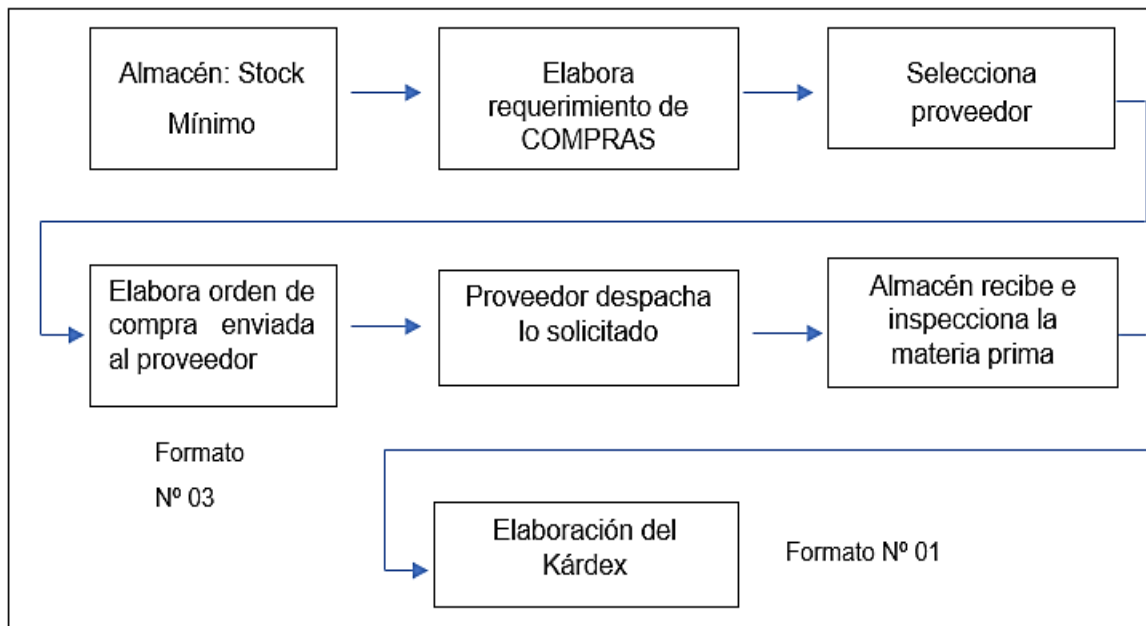 Almacén: Stock
Mínimo
Elabora
requerimiento de
COMPRAS
Selecciona
proveedor
Elabora orden de
compra enviada
al proveedor
Proveedor despacha
lo solicitado
Almacén recibe e
inspecciona la
materia prima
Formato
Nº 03
Elaboración del
Kárdex
Formato Nº 01